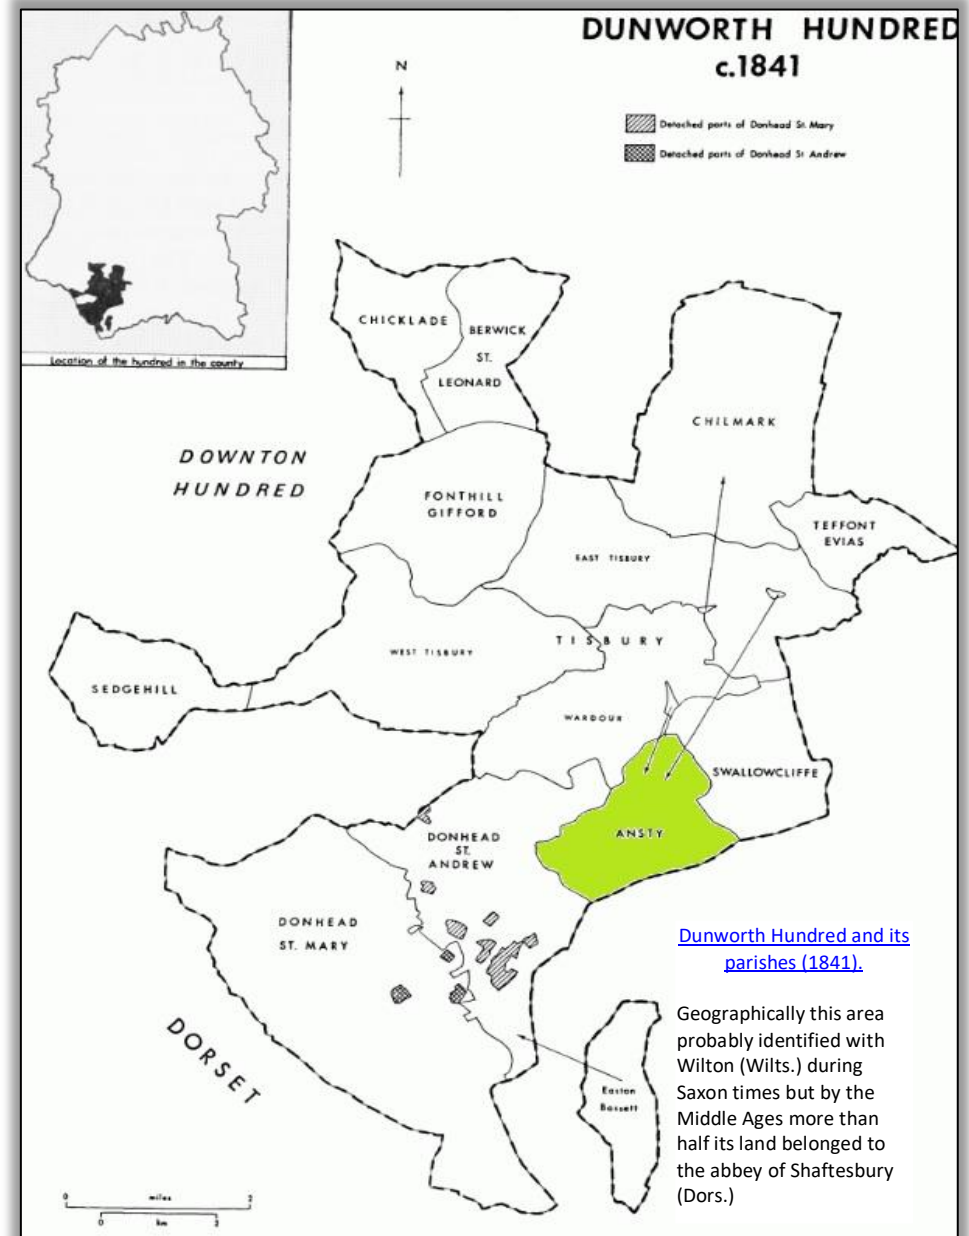 DUNWORTH HUNDRED
c.1841
N
Detached parts of Donhead St. Mary
Detached parts of Donhead St Andrew
Location of the hundred in the county
CHICKLADE
BERWICK
ST.
LEONARD
CHILMARK
DOWNTON
HUNDRED
FONTHILL
GIFFORD
TEFFONT
EVIAS
EAST TISBURY
TISBURY
WEST TISBURY
SEDGEHILL
WARDOUR
SWALLOWCLIFFE
ANSTY
DONHEAD
ST.
ANDREW
DONHEAD
ST. MARY
DORSET
Easton
Bassett
Dunworth Hundred and its
parishes (1841).
Geographically this area
probably identified with
Wilton (Wilts.) during
Saxon times but by the
Middle Ages more than
half its land belonged to
the abbey of Shaftesbury
(Dors.)
0 miles 2
0 km 2